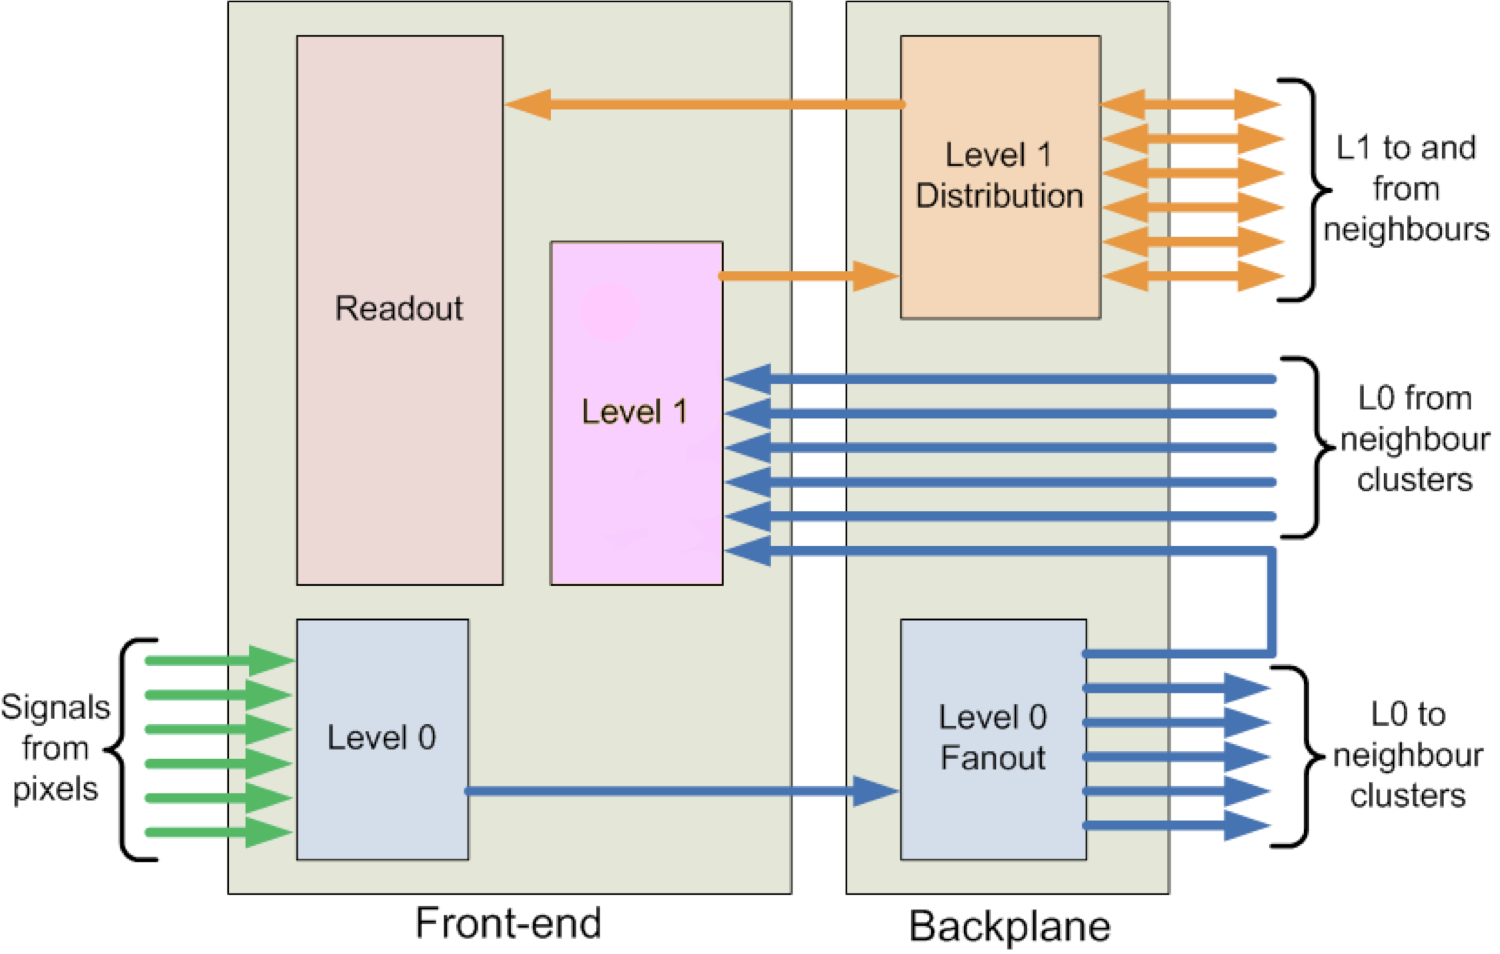 Level 1
Distribution
L1 to and
from
neighbours
Readout
Level 1
L0 from
neighbour
clusters
Signals
from
pixels
Level 0
Level 0
Fanout
L0 to
neighbour
clusters
Front-end
Backplane